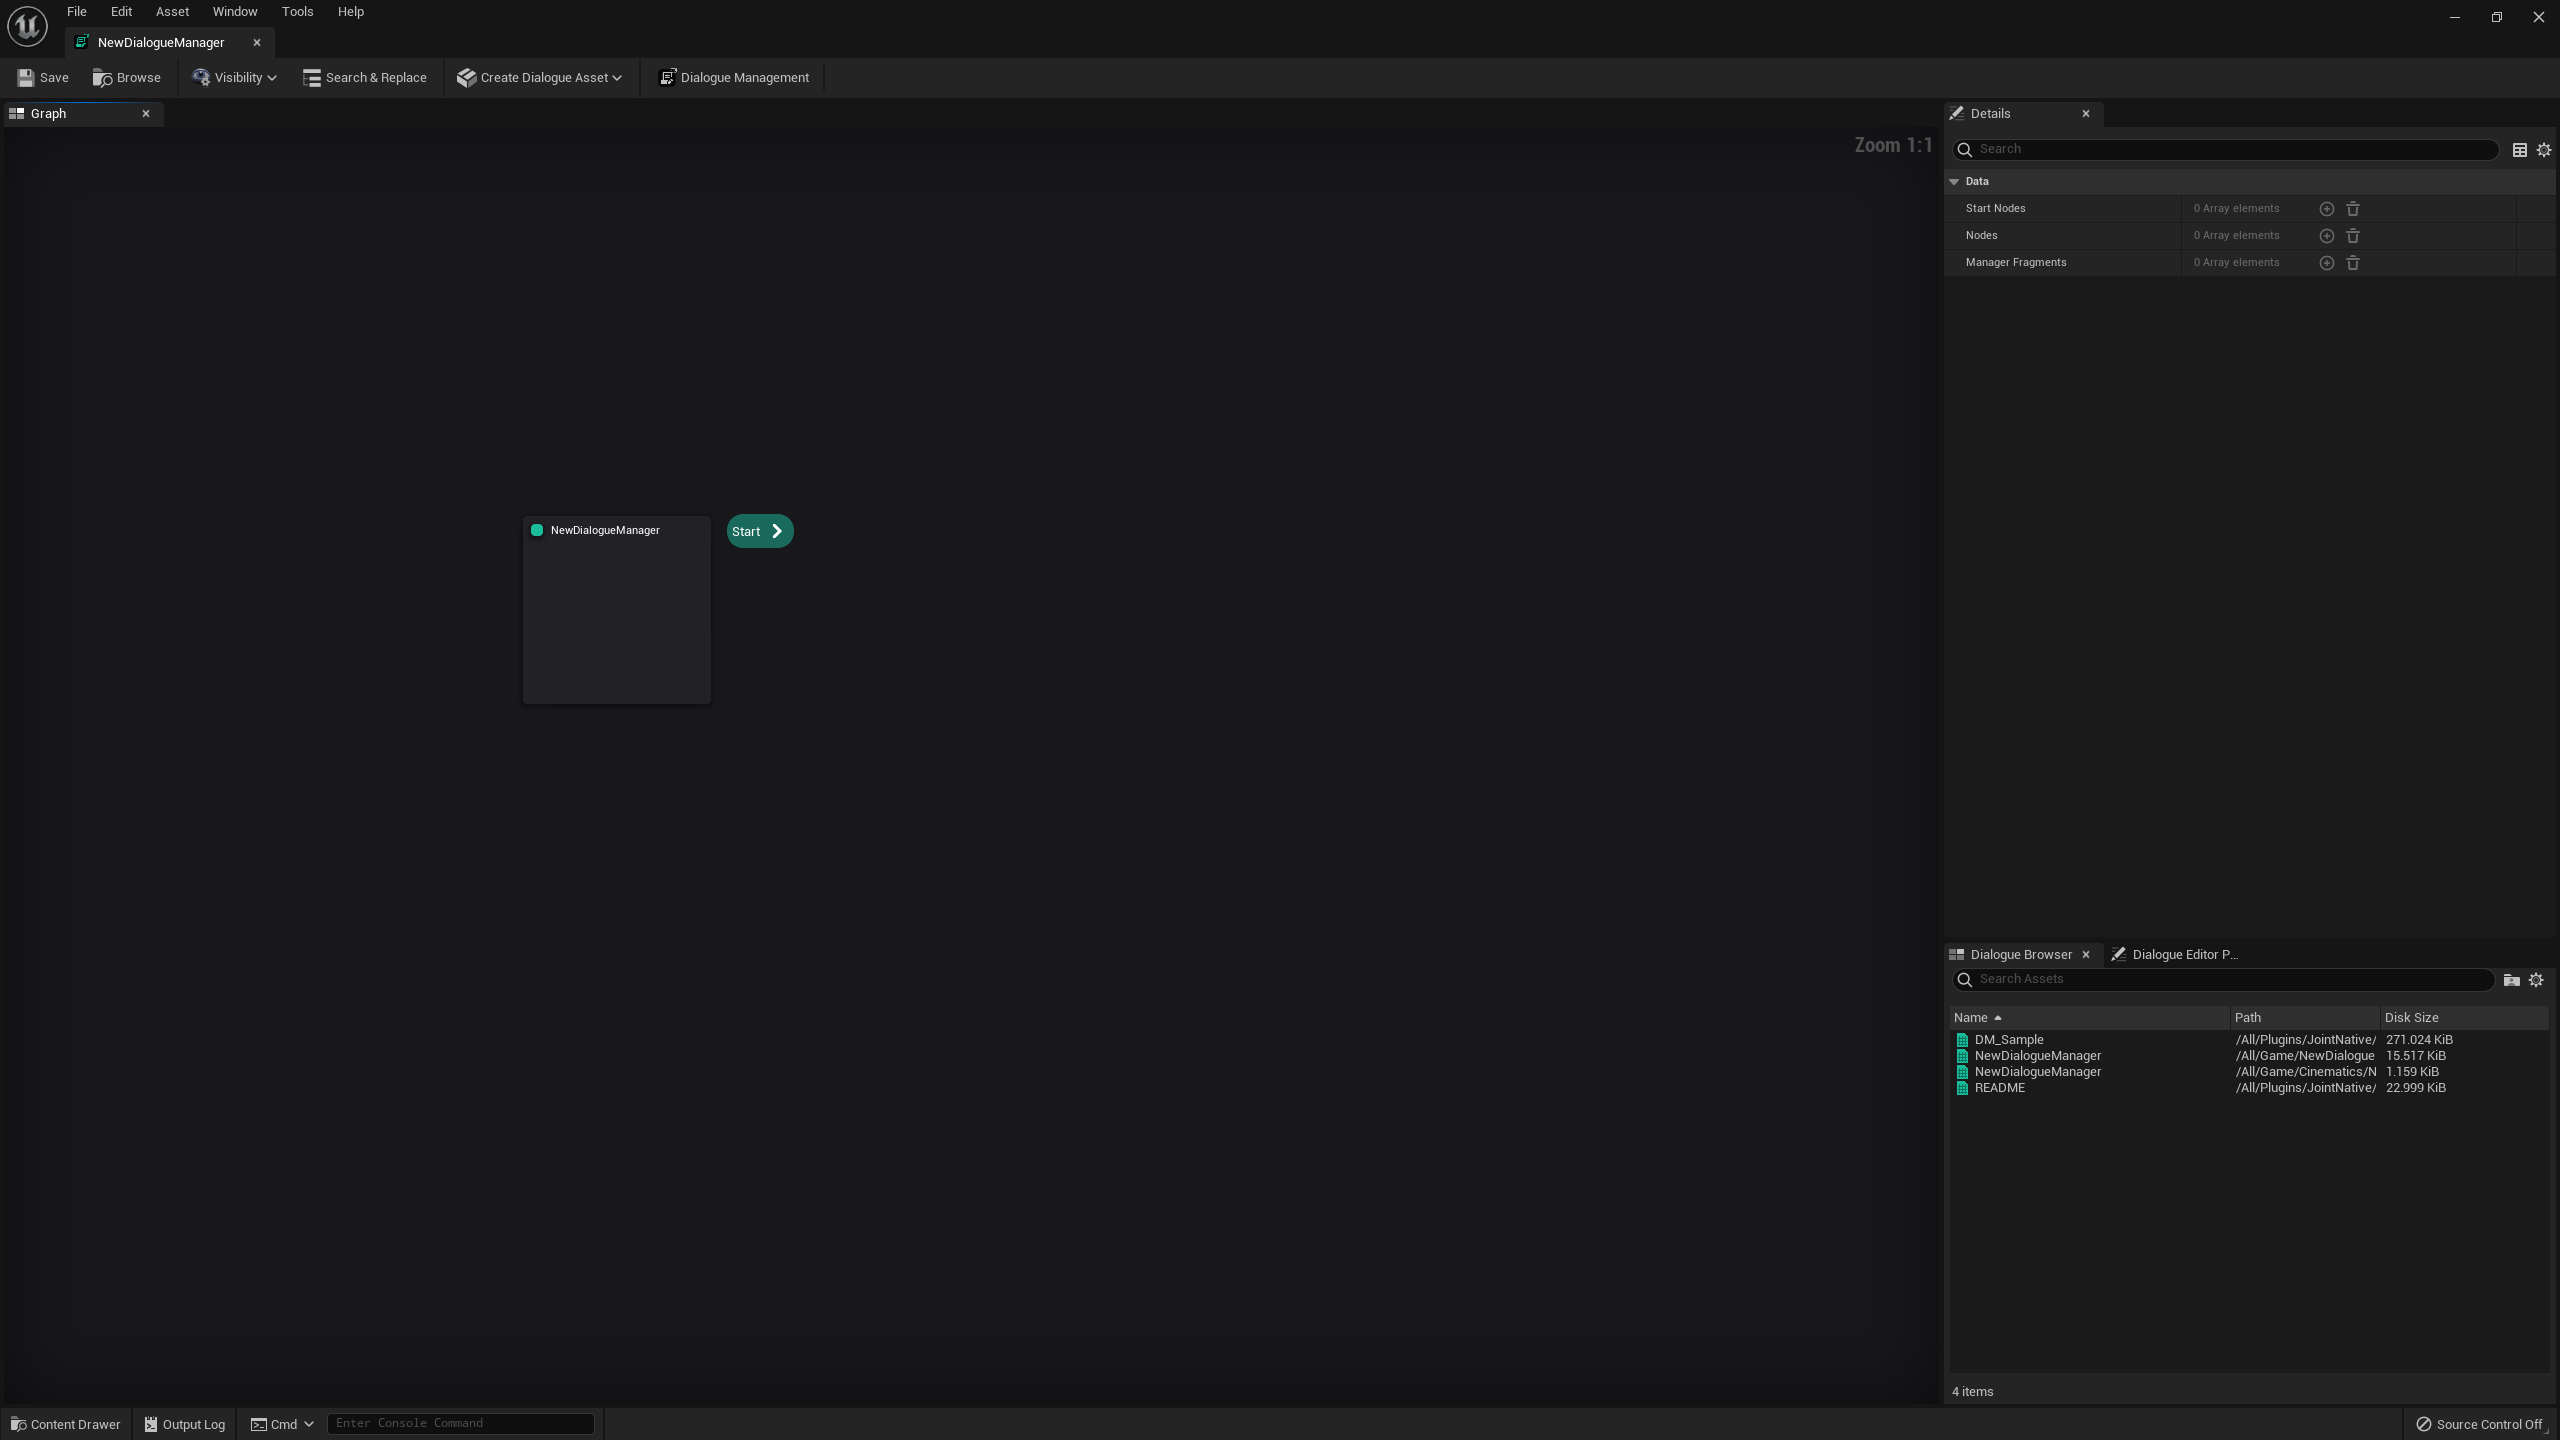 File Edit Asset Window Tools Help
NewDialogueManager
Save Browse Visibility Search & Replace Create Dialogue Asset Dialogue Management
Graph
Details
Zoom 1:1
Search
Data
Start Nodes 0 Array elements
Nodes 0 Array elements
Manager Fragments 0 Array elements
NewDialogueManager
Start
Dialogue Browser Dialogue Editor P...
Search Assets
Name Path Disk Size
DM_Sample /All/Plugins/JointNative/ 271.024 KiB
NewDialogueManager /All/Game/NewDialogue 15.517 KiB
NewDialogueManager /All/Game/Cinematics/N 1.159 KiB
README /All/Plugins/JointNative/ 22.999 KiB
4 items
Content Drawer Output Log Cmd Enter Console Command Source Control Off